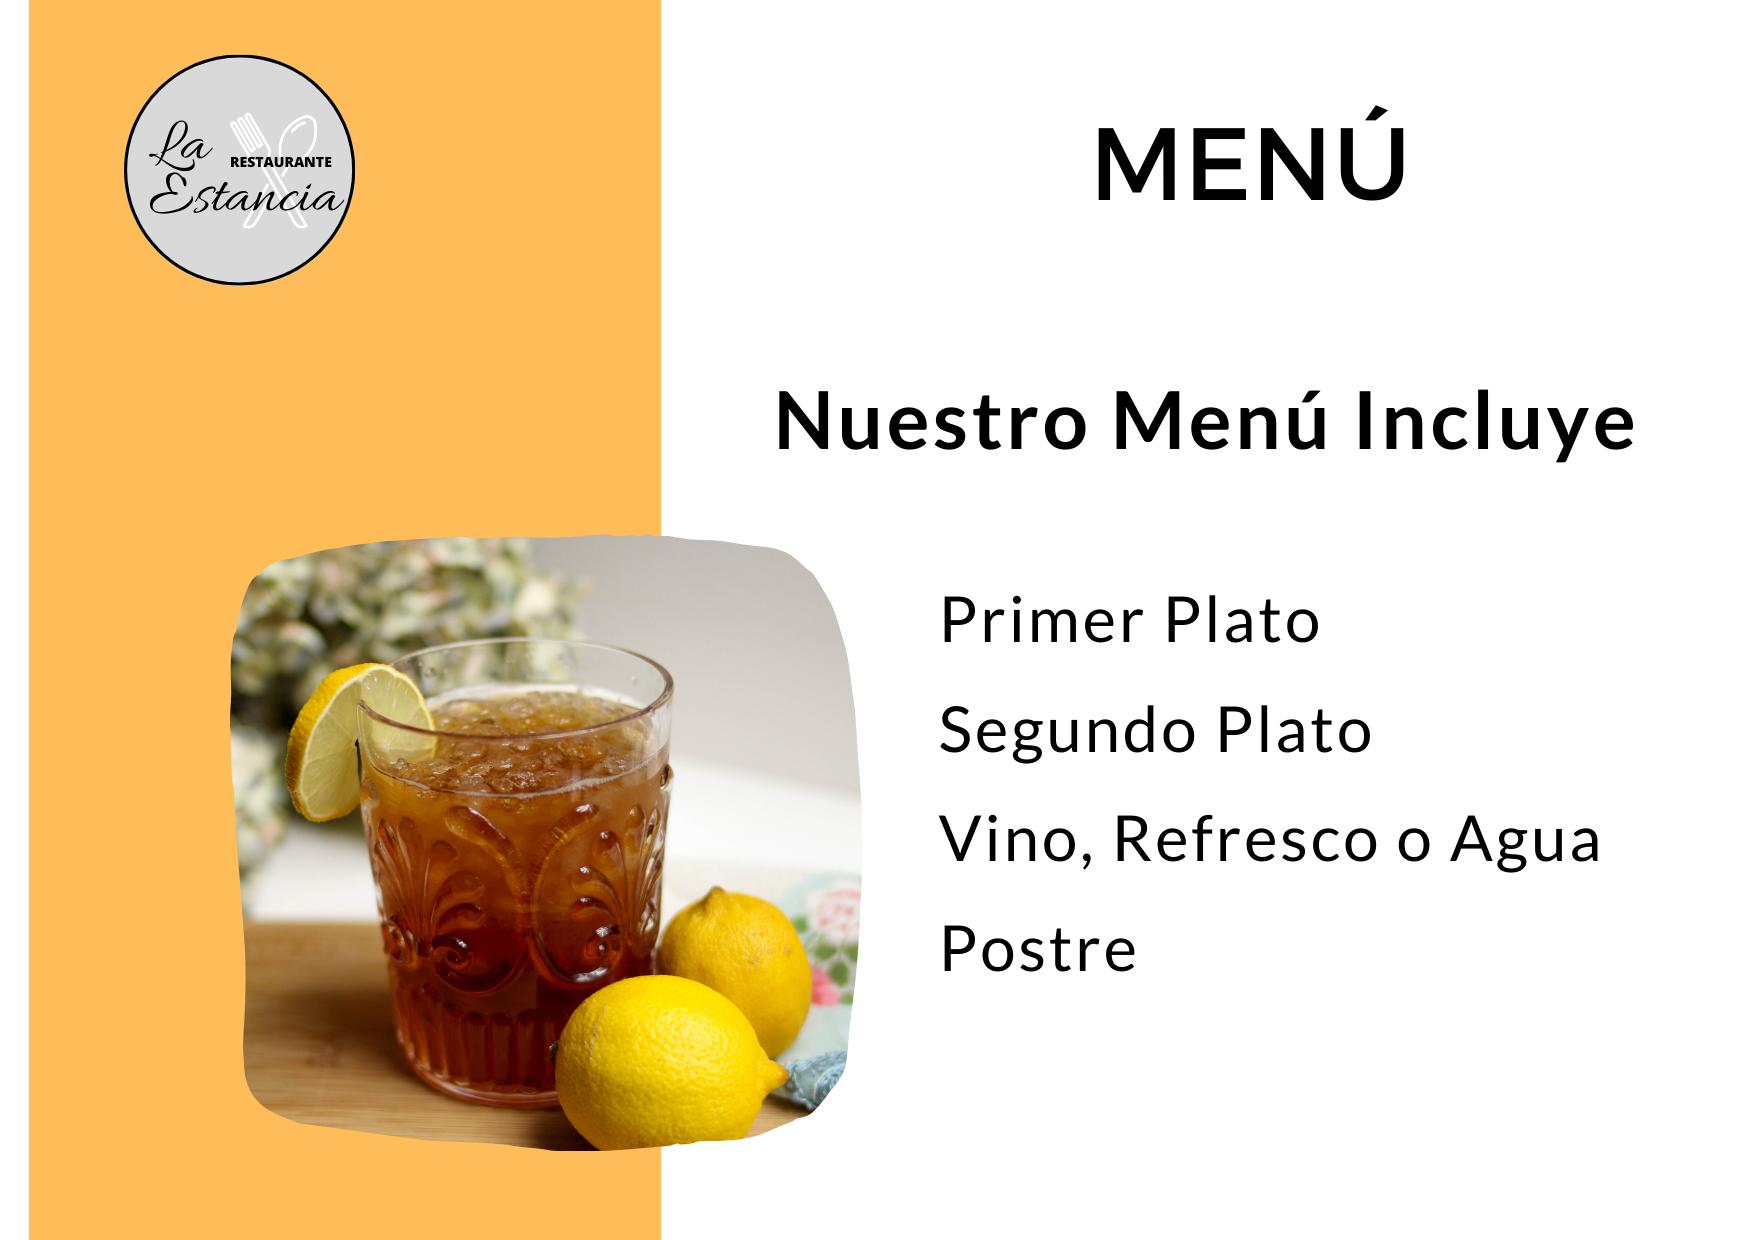 La
RESTAURANTE
Estancia
MENÚ
Nuestro Menú Incluye
Primer Plato
Segundo Plato
Vino, Refresco o Agua
Postre